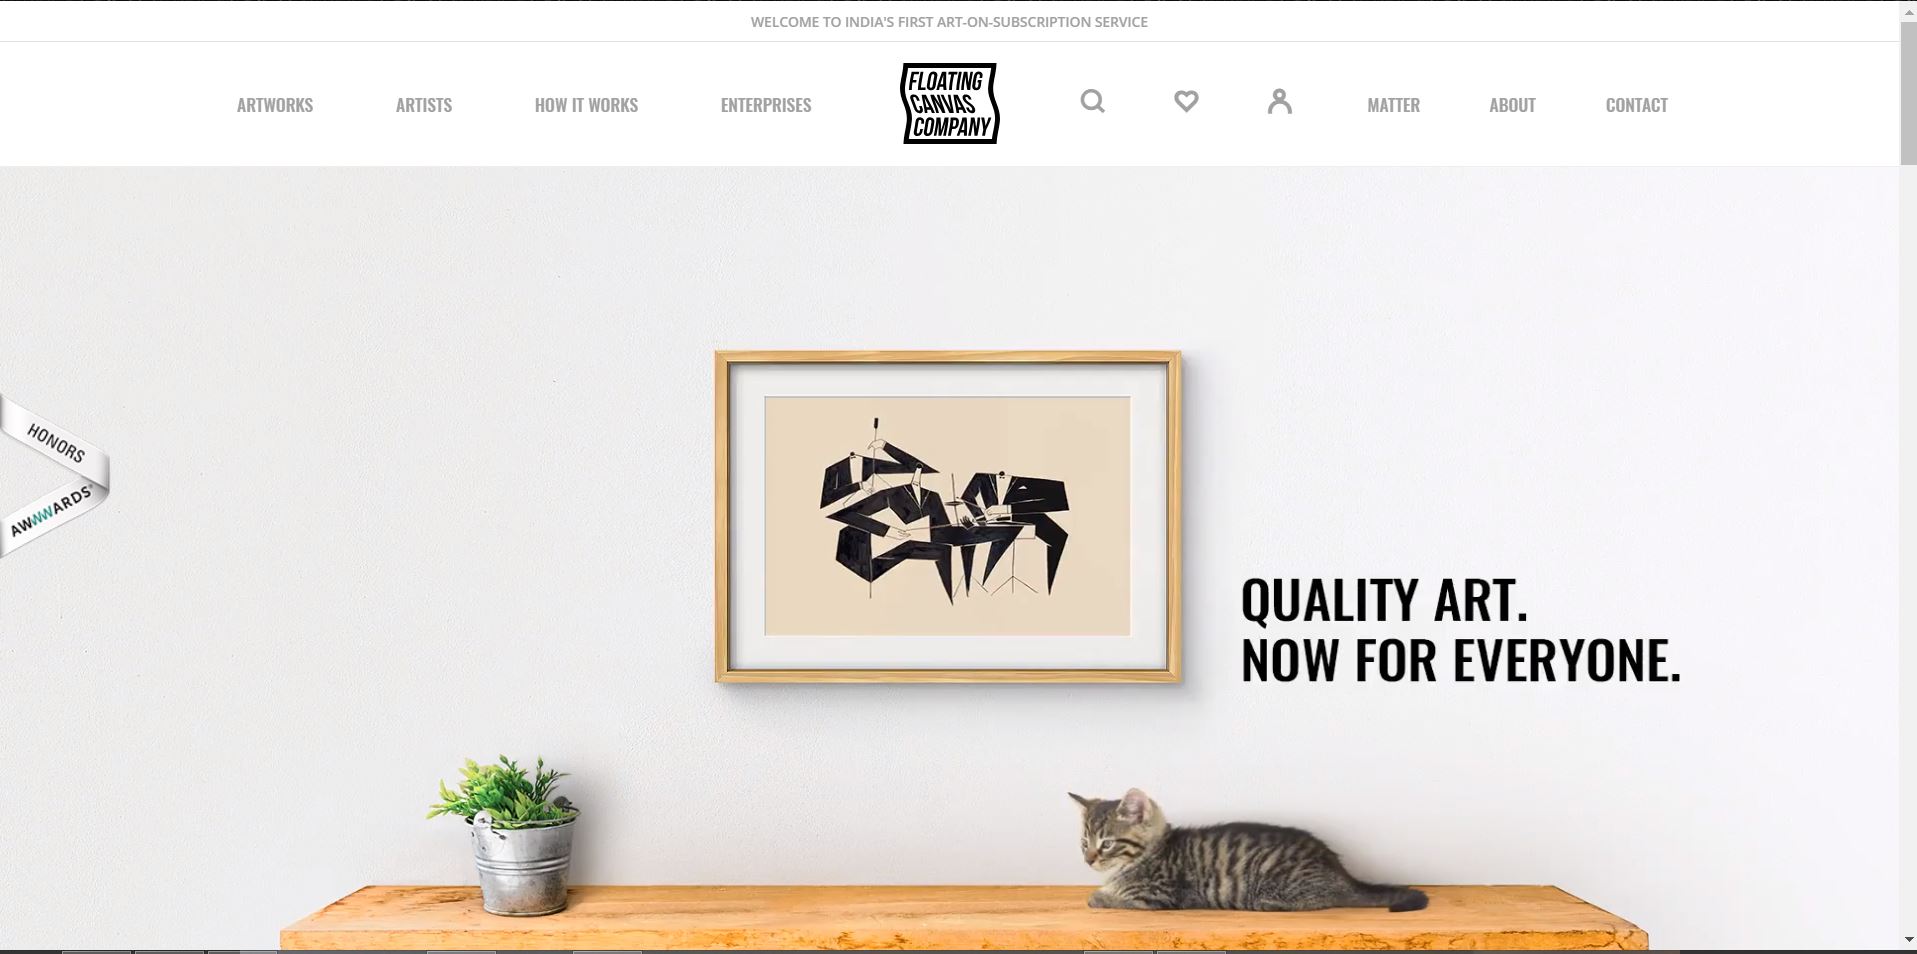 WELCOME TO INDIA'S FIRST ART-ON-SUBSCRIPTION SERVICE
ARTWORKS
ARTISTS
HOW IT WORKS
ENTERPRISES
FLOATING
CANVAS
COMPANY
MATTER
ABOUT
CONTACT
HONORS
AWWWARDS®
QUALITY ART.
NOW FOR EVERYONE.